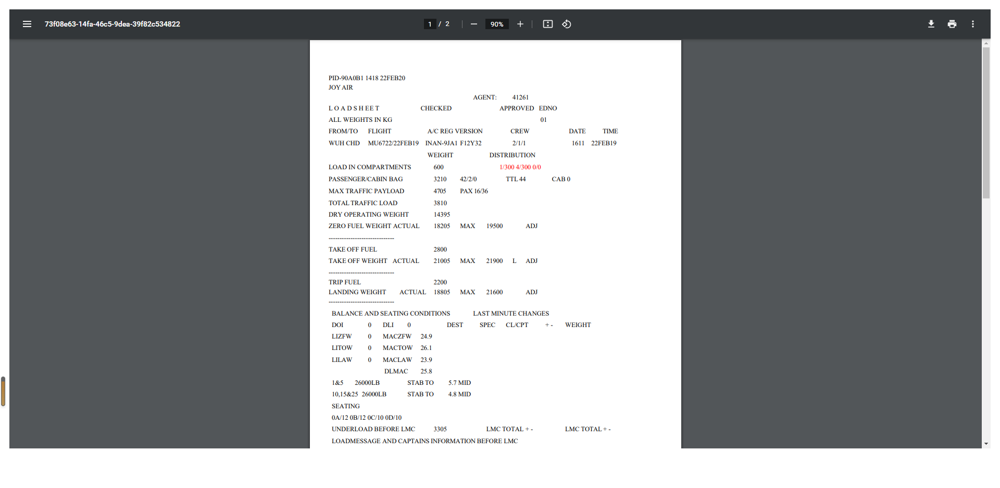 73f08e63-14fa-46c5-9dea-39f82c534822 1 / 2 90%
PID-90A0B1 1418 22FEB20
JOY AIR
AGENT: 41261
L O A D S H EE T CHECKED APPROVED EDNO
ALL WEIGHTS IN KG 01
FROM/TO FLIGHT A/C REG VERSION CREW DATE TIME
WUH CHD MU6722/22FEB19 INAN-9JA1 F12Y32 2/1/1 1611 22FEB19
WEIGHT DISTRIBUTION
LOAD IN COMPARTMENTS 600 1/300 4/300 0/0
PASSENGER/CABIN BAG 3210 42/2/0 TTL 44 CAB 0
MAX TRAFFIC PAYLOAD 4705 PAX 16/36
TOTAL TRAFFIC LOAD 3810
DRY OPERATING WEIGHT 14395
ZERO FUEL WEIGHT ACTUAL 18205 MAX 19500 ADJ
------------------------------
TAKE OFF FUEL 2800
TAKE OFF WEIGHT ACTUAL 21005 MAX 21900 L ADJ
------------------------------
TRIP FUEL 2200
LANDING WEIGHT ACTUAL 18805 MAX 21600 ADJ
------------------------------
BALANCE AND SEATING CONDITIONS LAST MINUTE CHANGES
DOI 0 DLI 0 DEST SPEC CL/CPT + - WEIGHT
LIZFW 0 MACZFW 24.9
LITOW 0 MACTOW 26.1
LILAW 0 MACLAW 23.9
DLMAC 25.8
1&5 26000LB STAB TO 5.7 MID
10,15&25 26000LB STAB TO 4.8 MID
SEATING
0A/12 0B/12 0C/10 0D/10
UNDERLOAD BEFORE LMC 3305 LMC TOTAL + - LMC TOTAL + -
LOADMESSAGE AND CAPTAINS INFORMATION BEFORE LMC